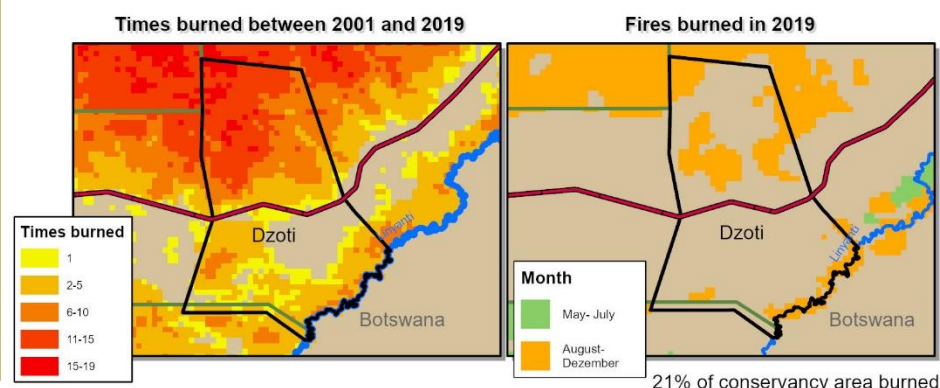 Times burned between 2001 and 2019
Times burned
1
2-5
6-10
11-15
15-19
Dzoti
Linyanti
Botswana
Fires burned in 2019
Month
May- July
August-
Dezember
Dzoti
Linyanti
Botswana
21% of conservancy area burned